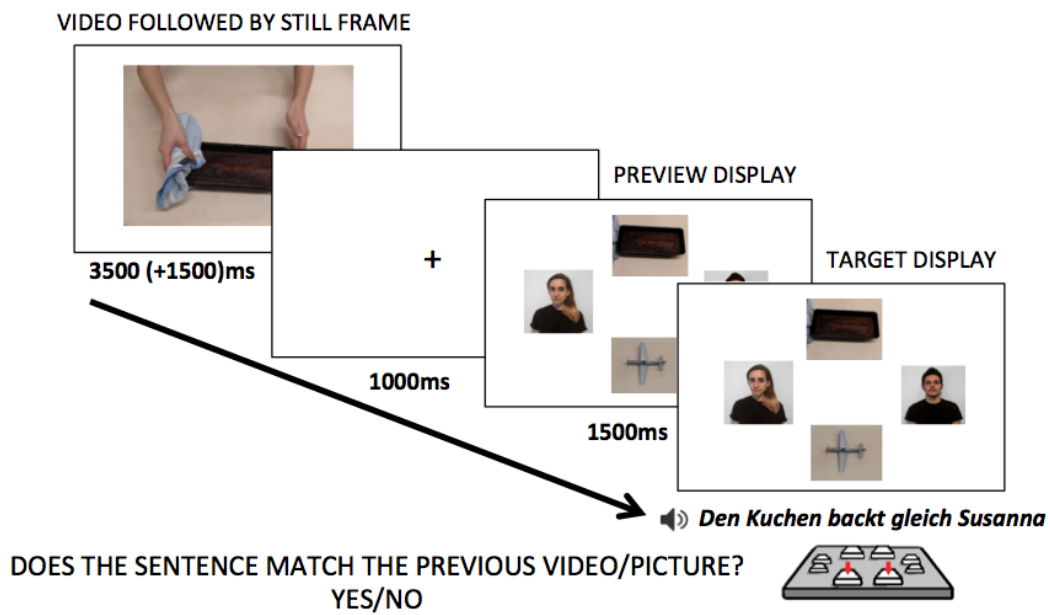 VIDEO FOLLOWED BY STILL FRAME
3500 (+1500)ms
+
1000ms
PREVIEW DISPLAY
1500ms
TARGET DISPLAY
Den Kuchen backt gleich Susanna
DOES THE SENTENCE MATCH THE PREVIOUS VIDEO/PICTURE?
YES/NO